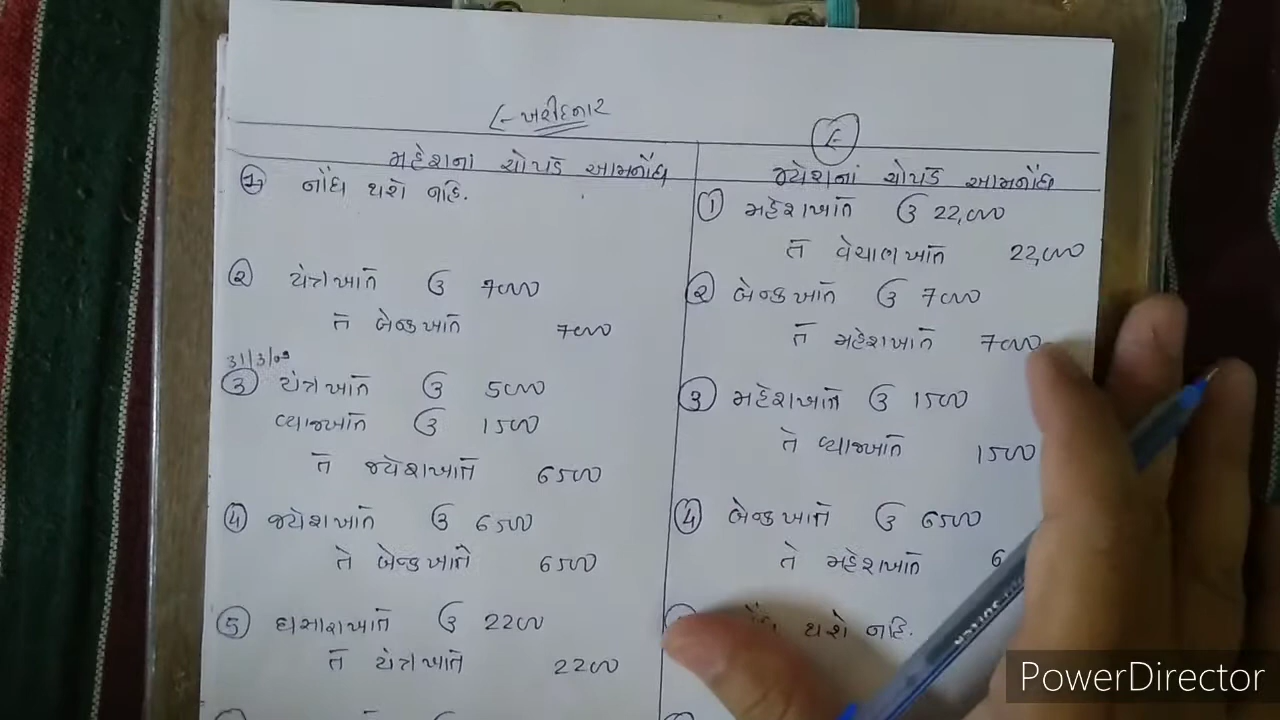 ખરીદનાર
મહેશનાં ચોપડે આમનોંધ
① નોંધ થશે નહિ.
② યંત્રખાતે ઉ 7000
તે બેન્કખાતે 7000
31/3/09
③ યંત્રખાતે ઉ 5000
વ્યાજખાતે ઉ 1500
તે જયેશખાતે 6500
④ જયેશખાતે ઉ 6500
તે બેન્કખાતે 6500
⑤ ઘસારાખાતે ઉ 2200
તે યંત્રખાતે 2200
જયેશનાં ચોપડે આમનોંધ
① મહેશખાતે ઉ 22,000
તે વેચાણખાતે 22,000
② બેન્કખાતે ઉ 7000
તે મહેશખાતે 7000
③ મહેશખાતે ઉ 1500
તે વ્યાજખાતે 1500
④ બેન્કખાતે ઉ 6500
તે મહેશખાતે 6
થશે નહિ.
PowerDirector